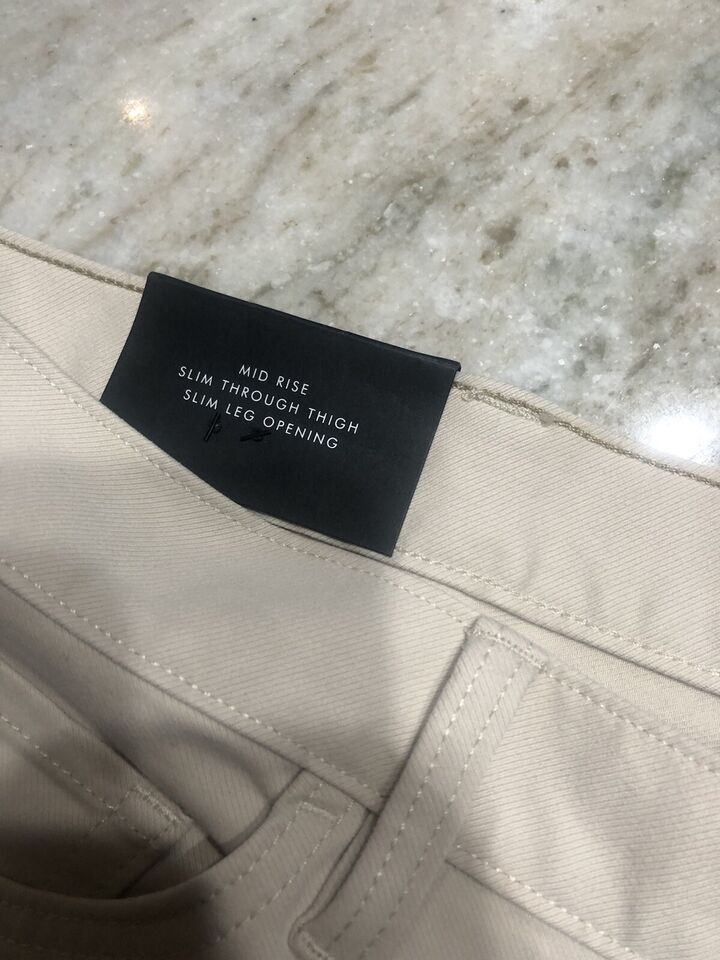 MID RISE
SLIM THROUGH THIGH
SLIM LEG OPENING